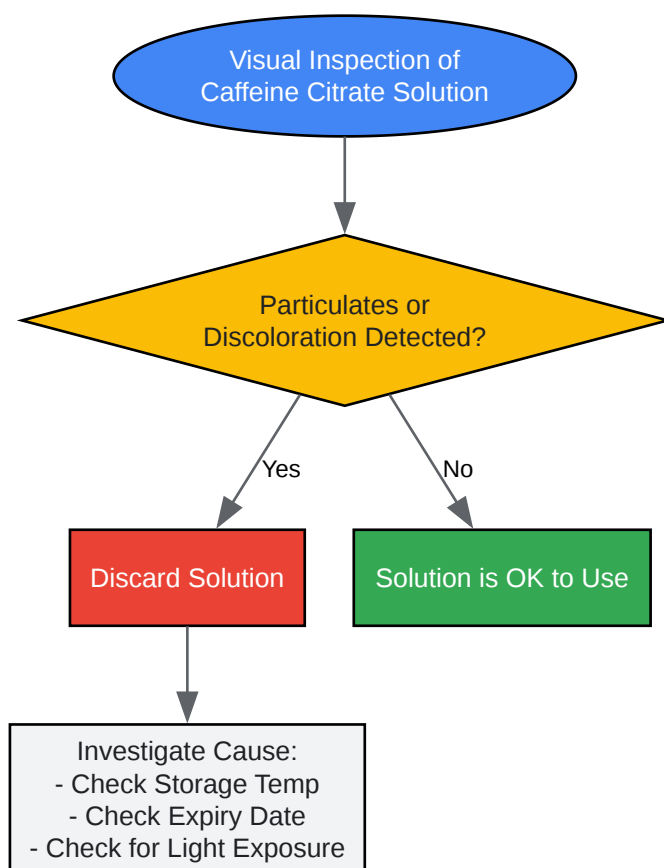 Visual Inspection of
Caffeine Citrate Solution
Particulates or
Discoloration Detected?
Yes
No
Discard Solution
Solution is OK to Use
Investigate Cause:
- Check Storage Temp
- Check Expiry Date
- Check for Light Exposure